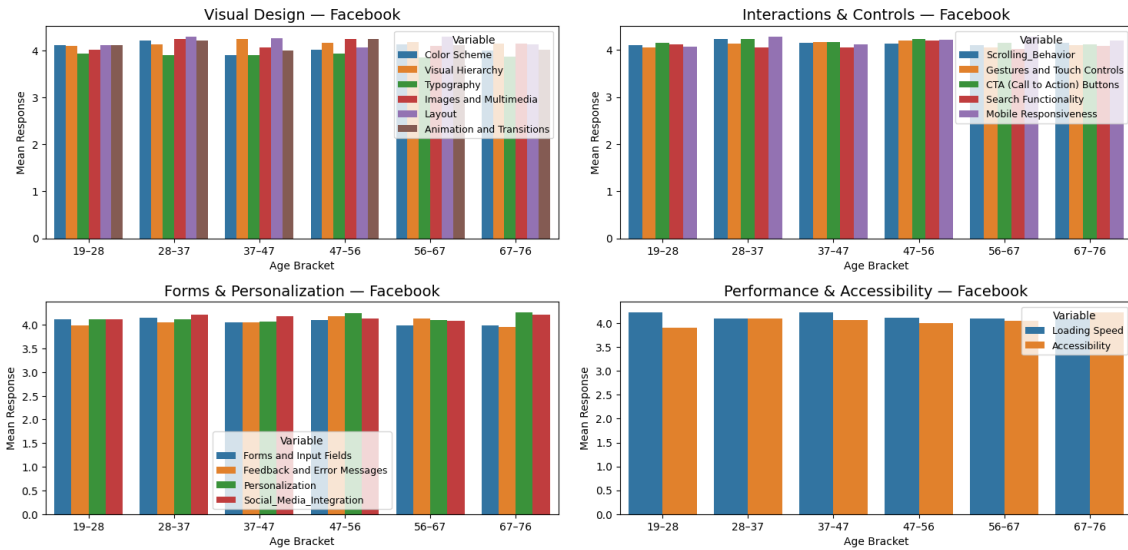 Visual Design — Facebook
Mean Response
4
3
2
1
0
Variable
Color Scheme
Visual Hierarchy
Typography
Images and Multimedia
Layout
Animation and Transitions
19–28 28–37 37–47 47–56 56–67 67–76
Age Bracket
Interactions & Controls — Facebook
Mean Response
4
3
2
1
0
Variable
Scrolling_Behavior
Gestures and Touch Controls
CTA (Call to Action) Buttons
Search Functionality
Mobile Responsiveness
19–28 28–37 37–47 47–56 56–67 67–76
Age Bracket
Forms & Personalization — Facebook
Mean Response
4.0
3.5
3.0
2.5
2.0
1.5
1.0
0.5
0.0
Variable
Forms and Input Fields
Feedback and Error Messages
Personalization
Social_Media_Integration
19–28 28–37 37–47 47–56 56–67 67–76
Age Bracket
Performance & Accessibility — Facebook
Mean Response
4.0
3.5
3.0
2.5
2.0
1.5
1.0
0.5
0.0
Variable
Loading Speed
Accessibility
19–28 28–37 37–47 47–56 56–67 67–76
Age Bracket